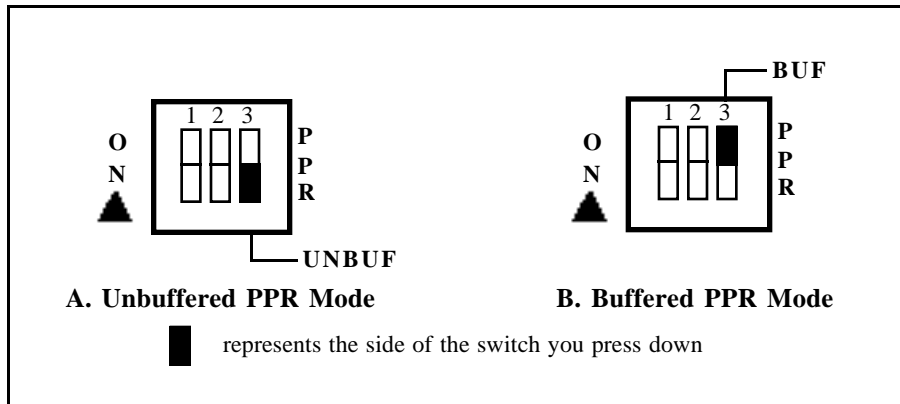 BUF
1 2 3
O
N
P
P
R
UNBUF
1 2 3
O
N
P
P
R
A. Unbuffered PPR Mode
B. Buffered PPR Mode
represents the side of the switch you press down